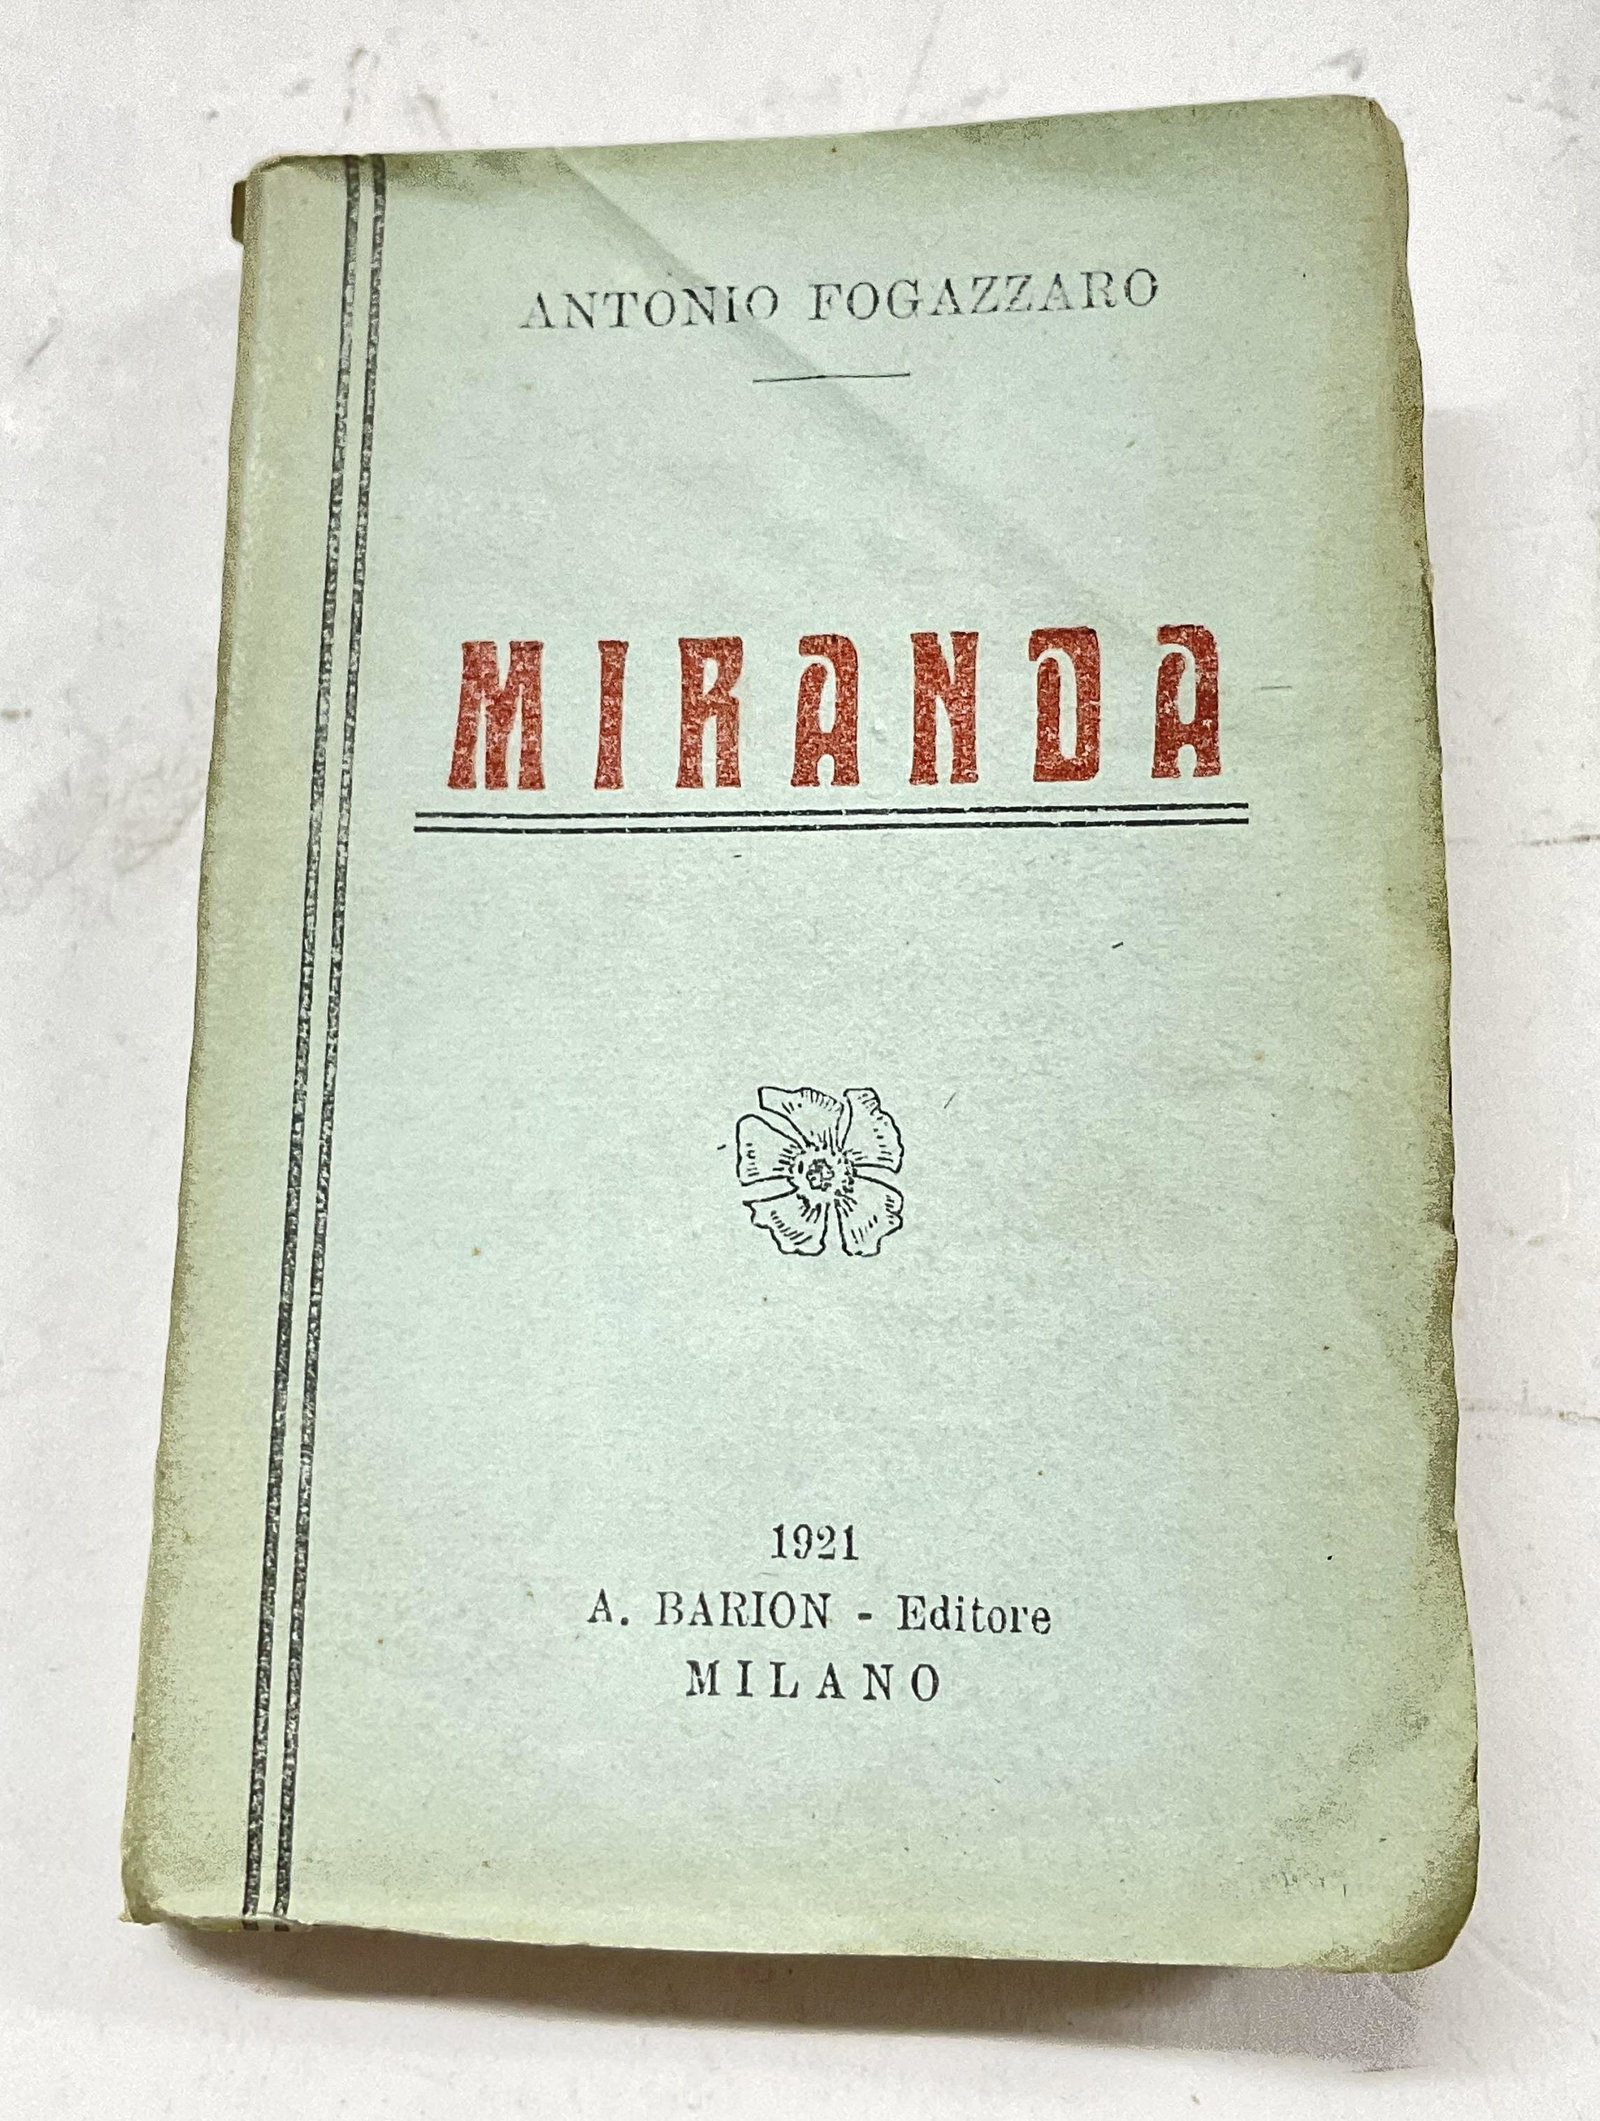 ANTONIO FOGAZZARO
MIRANDA
1921
A. BARION - Editore
MILANO